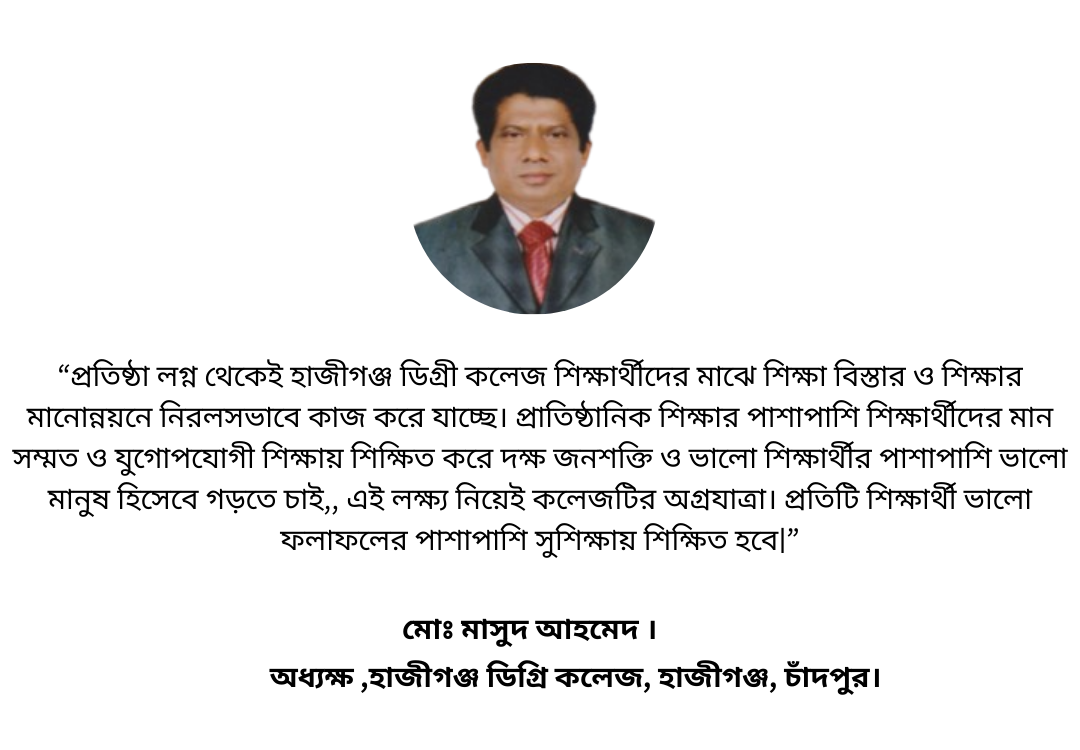 “প্রতিষ্ঠা লগ্ন থেকেই হাজীগঞ্জ ডিগ্রী কলেজ শিক্ষার্থীদের মাঝে শিক্ষা বিস্তার ও শিক্ষার
মানোন্নয়নে নিরলসভাবে কাজ করে যাচ্ছে। প্রাতিষ্ঠানিক শিক্ষার পাশাপাশি শিক্ষার্থীদের মান
সম্মত ও যুগোপযোগী শিক্ষায় শিক্ষিত করে দক্ষ জনশক্তি ও ভালো শিক্ষার্থীর পাশাপাশি ভালো
মানুষ হিসেবে গড়তে চাই,, এই লক্ষ্য নিয়েই কলেজটির অগ্রযাত্রা। প্রতিটি শিক্ষার্থী ভালো
ফলাফলের পাশাপাশি সুশিক্ষায় শিক্ষিত হবে|”
মোঃ মাসুদ আহমেদ ।
অধ্যক্ষ ,হাজীগঞ্জ ডিগ্রি কলেজ, হাজীগঞ্জ, চাঁদপুর।